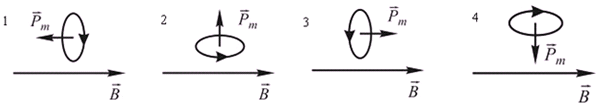 1 P⃗m B⃗
2 P⃗m B⃗
3 P⃗m B⃗
4 P⃗m B⃗